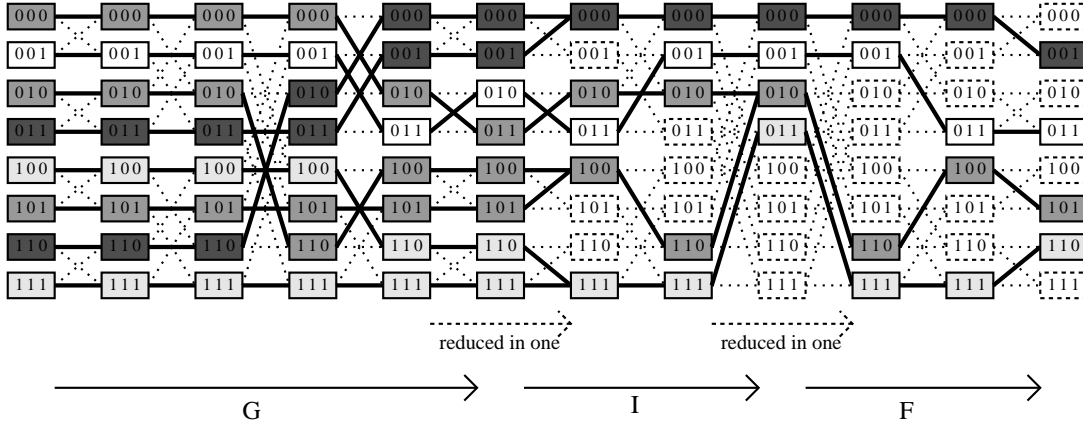 000 000 000 000 000 000 000 000 000 000 000 000
001 001 001 001 001 001 001 001 001 001 001 001
010 010 010 010 010 010 010 010 010 010 010 010
011 011 011 011 011 011 011 011 011 011 011 011
100 100 100 100 100 100 100 100 100 100 100 100
101 101 101 101 101 101 101 101 101 101 101 101
110 110 110 110 110 110 110 110 110 110 110 110
111 111 111 111 111 111 111 111 111 111 111 111
reduced in one reduced in one
G I F